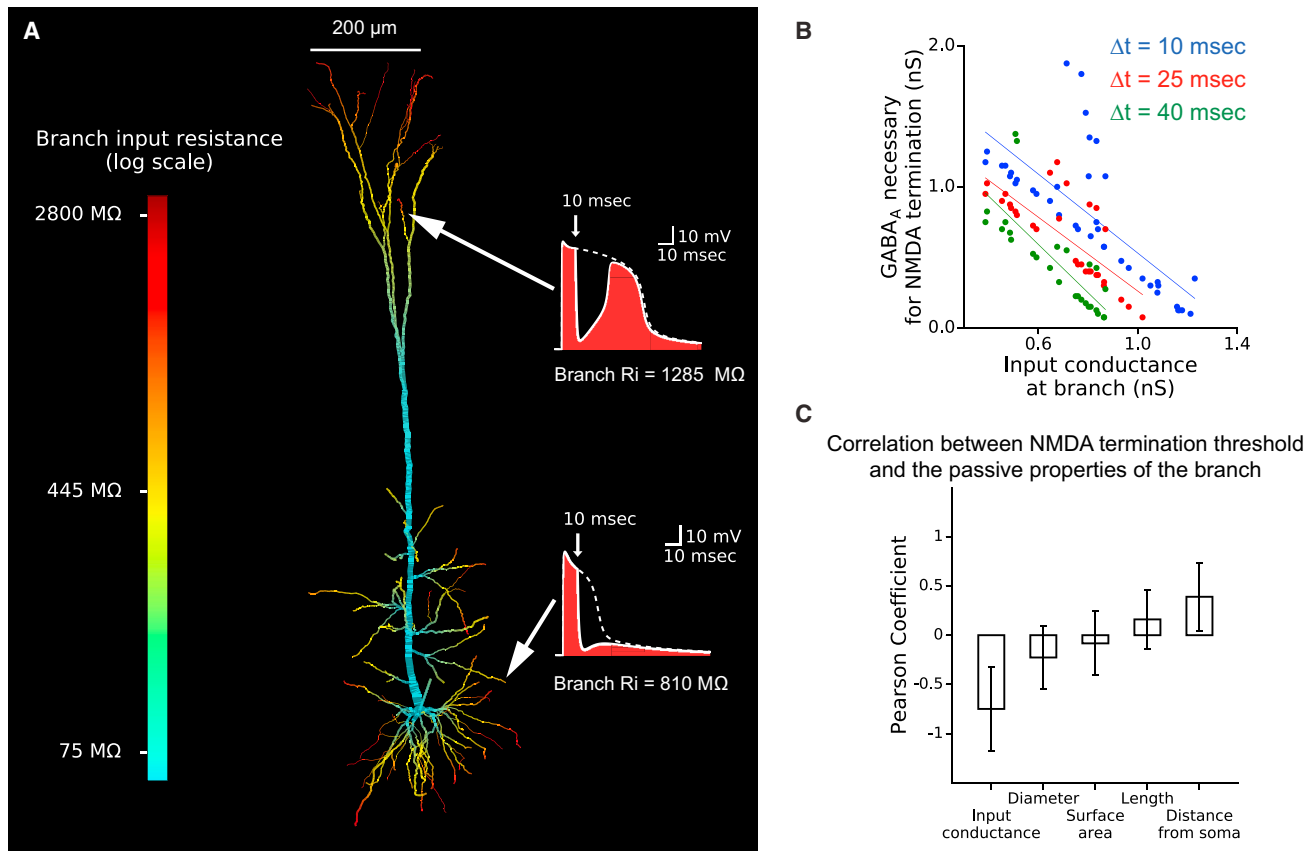 A
200 µm
Branch input resistance
(log scale)
2800 MΩ
445 MΩ
75 MΩ
10 msec
10 mV
10 msec
Branch Ri = 1285 MΩ
10 msec
10 mV
10 msec
Branch Ri = 810 MΩ
B
Δt = 10 msec
Δt = 25 msec
Δt = 40 msec
GABAA necessary
for NMDA termination (nS)
2.0
1.0
0.0
0.6
1.0
1.4
Input conductance
at branch (nS)
C
Correlation between NMDA termination threshold
and the passive properties of the branch
Pearson Coefficient
1
0.5
0
-0.5
-1
Input
conductance
Diameter
Surface
area
Length
Distance
from soma